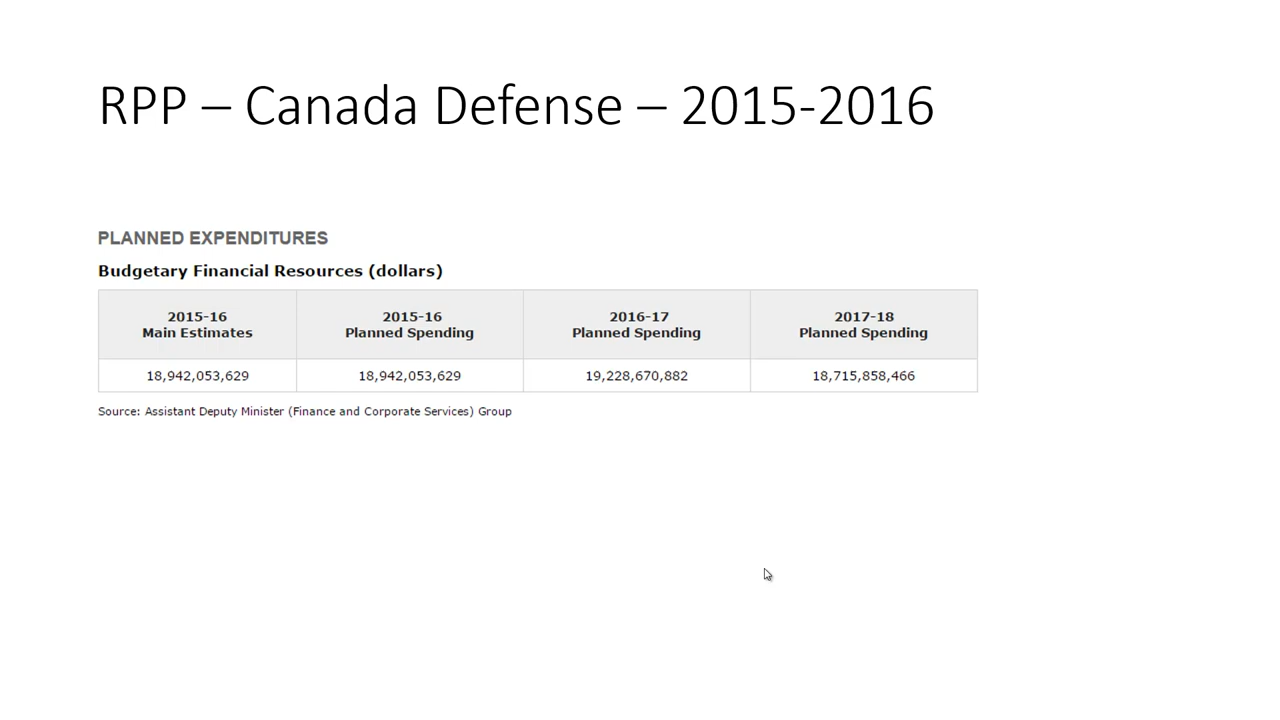 RPP – Canada Defense – 2015-2016
PLANNED EXPENDITURES
Budgetary Financial Resources (dollars)
2015-16 Main Estimates
2015-16 Planned Spending
2016-17 Planned Spending
2017-18 Planned Spending
18,942,053,629
18,942,053,629
19,228,670,882
18,715,858,466
Source: Assistant Deputy Minister (Finance and Corporate Services) Group